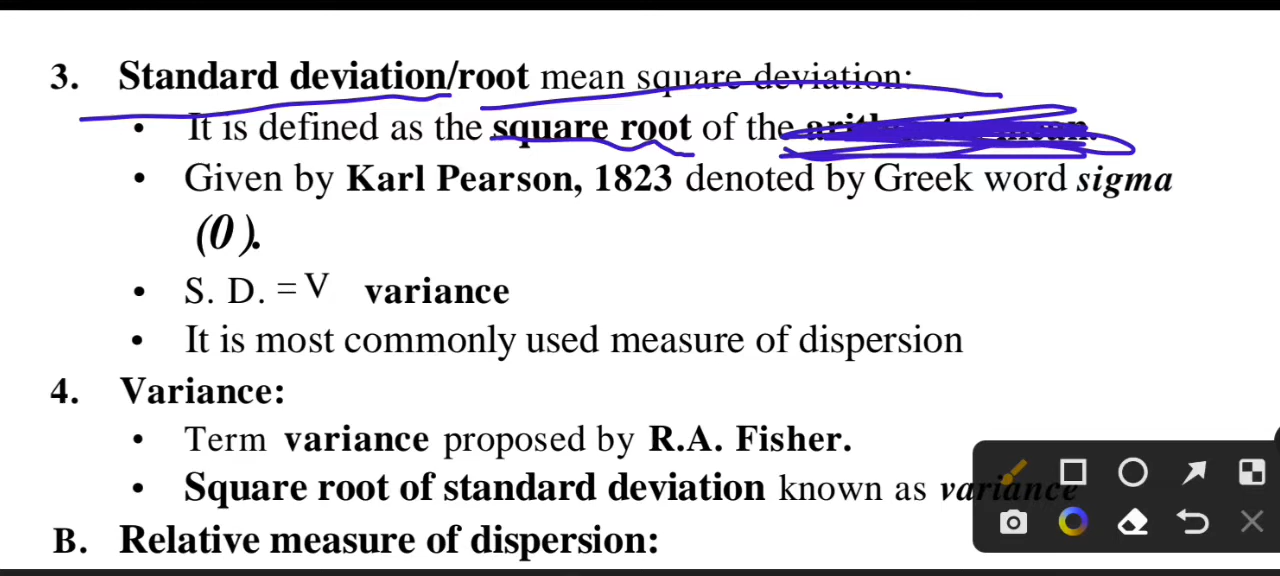 3. Standard deviation/root mean square deviation:
• It is defined as the square root of the arithmetic mean.
• Given by Karl Pearson, 1823 denoted by Greek word sigma
(0).
• S. D. = V variance
• It is most commonly used measure of dispersion
4. Variance:
• Term variance proposed by R.A. Fisher.
• Square root of standard deviation known as variance
B. Relative measure of dispersion: